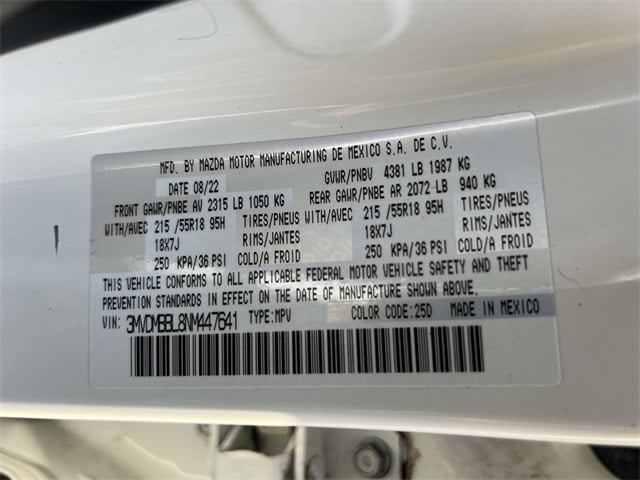 MFD. BY MAZDA MOTOR MANUFACTURING DE MEXICO S.A. DE C.V.
DATE 08/22 GVWR/PNBV 4381 LB 1987 KG
FRONT GAWR/PNBE AV 2315 LB 1050 KG REAR GAWR/PNBE AR 2072 LB 940 KG
WITH/AVEC 215 /55R18 95H TIRES/PNEUS WITH/AVEC 215 /55R18 95H TIRES/PNEUS
18X7J RIMS/JANTES 18X7J RIMS/JANTES
250 KPA/36 PSI COLD/A FROID 250 KPA/36 PSI COLD/A FROID
THIS VEHICLE CONFORMS TO ALL APPLICABLE FEDERAL MOTOR VEHICLE SAFETY AND THEFT
PREVENTION STANDARDS IN EFFECT ON THE DATE OF MANUFACTURE SHOWN ABOVE.
VIN: 3MVDMBBL8NM447641 TYPE:MPV COLOR CODE:25D MADE IN MEXICO